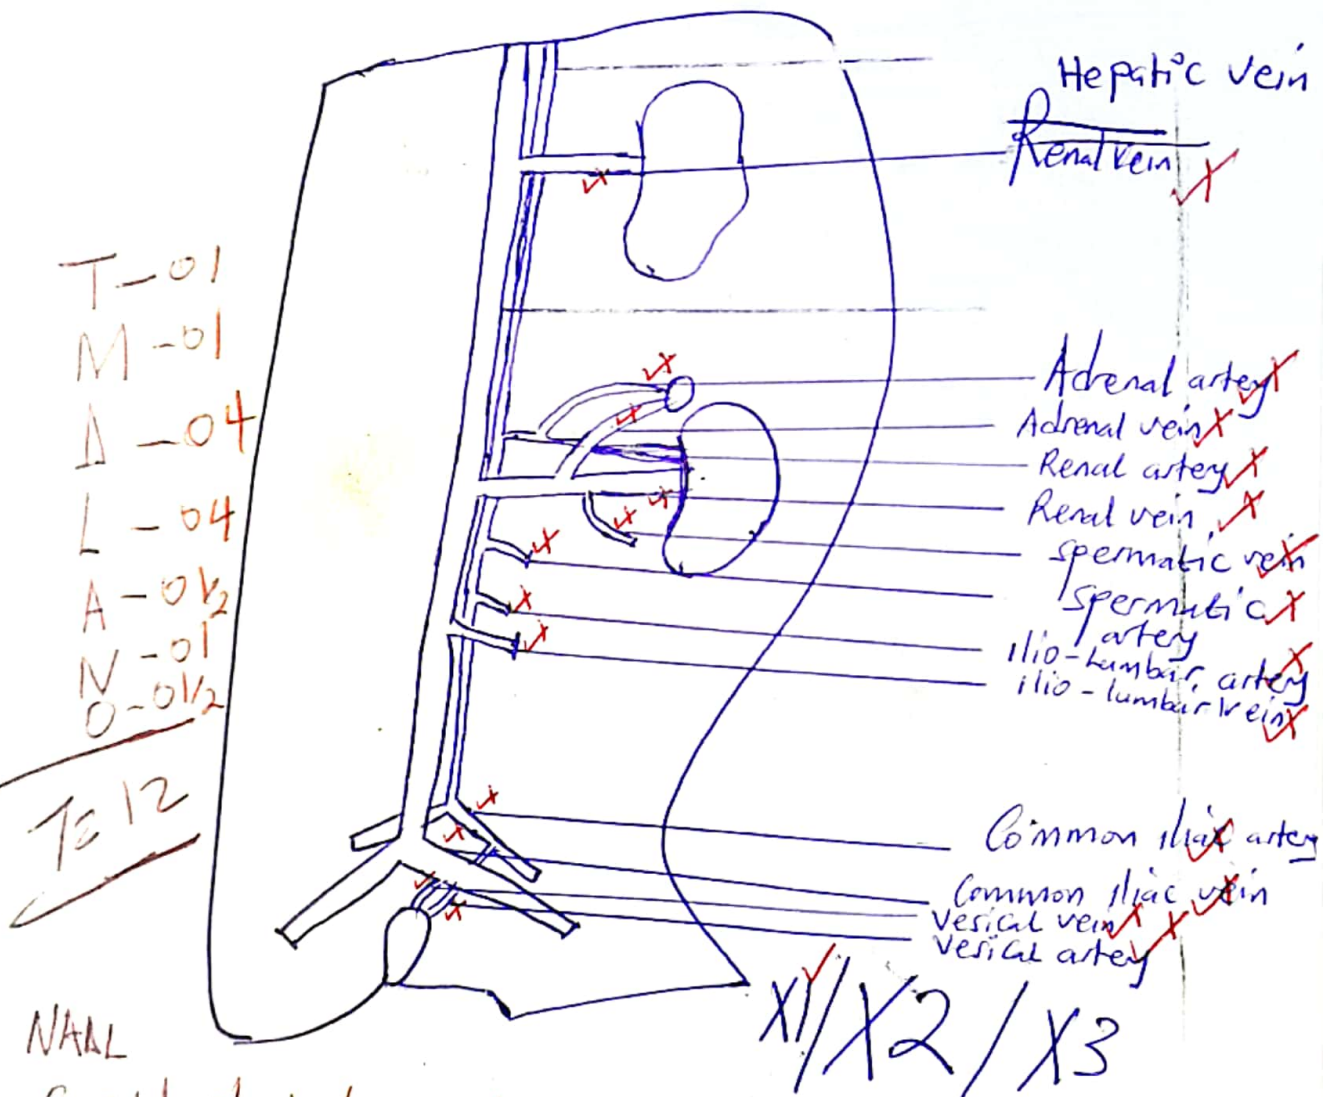 Hepatic vein
Renal vein
Adrenal artery
Adrenal vein
Renal artery
Renal vein
Spermatic vein
Spermatic
artery
ilio-lumbar artery
ilio-lumbar vein
Common iliac artery
Common iliac vein
Vesical vein
Vesical artery
X1/X2/X3
T-01
M-01
D-04
L-04
A-01/2
N-01
O-01/2
T=12